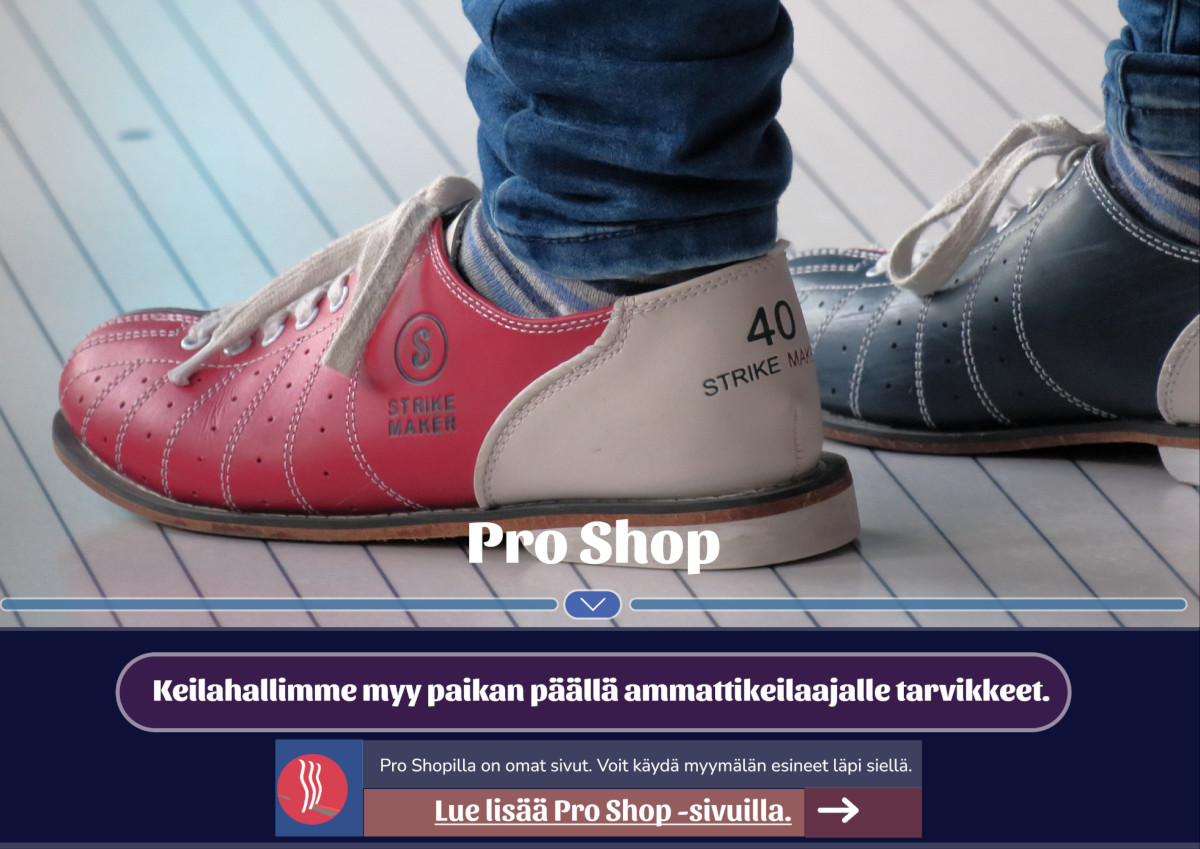 S
STRIKE
MAKER
40
STRIKE MAK
Pro Shop
Keilahallimme myy paikan päällä ammattikeilaajalle tarvikkeet.
Pro Shopilla on omat sivut. Voit käydä myymälän esineet läpi siellä.
Lue lisää Pro Shop -sivuilla.